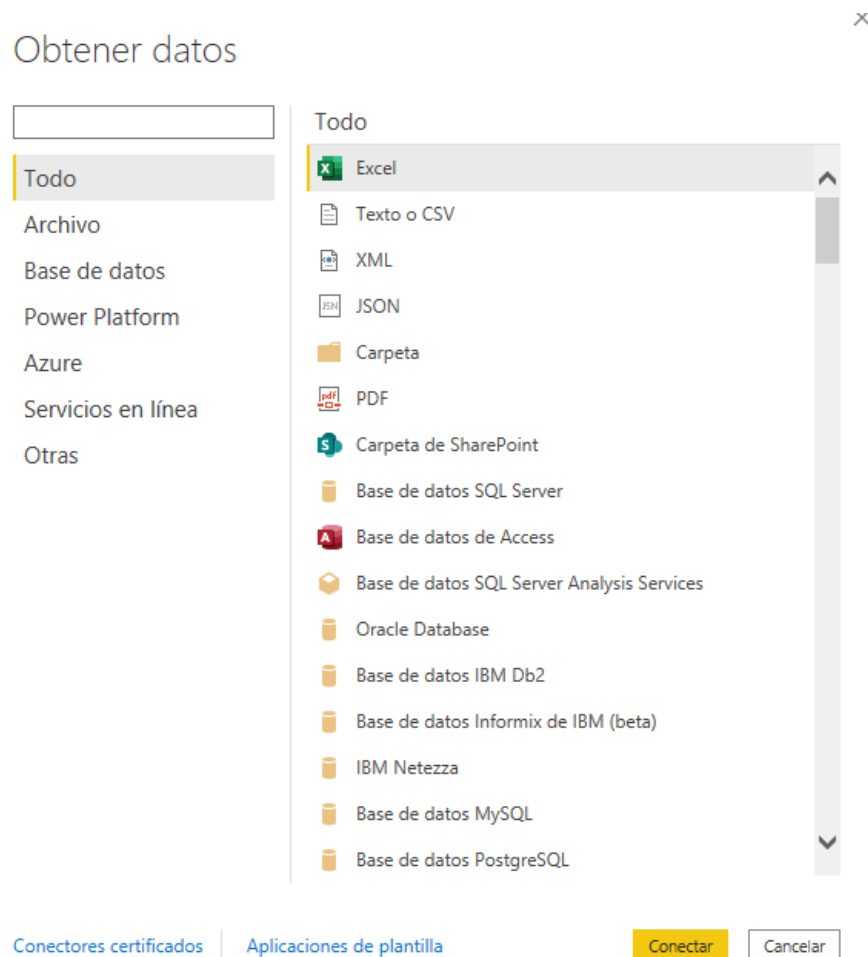 Obtener datos
Todo
Archivo
Base de datos
Power Platform
Azure
Servicios en línea
Otras
Todo
Excel
Texto o CSV
XML
JSN
JSON
Carpeta
pdf
PDF
S
Carpeta de SharePoint
Base de datos SQL Server
A
Base de datos de Access
Base de datos SQL Server Analysis Services
Oracle Database
Base de datos IBM Db2
Base de datos Informix de IBM (beta)
IBM Netezza
Base de datos MySQL
Base de datos PostgreSQL
Conectores certificados
Aplicaciones de plantilla
Conectar
Cancelar